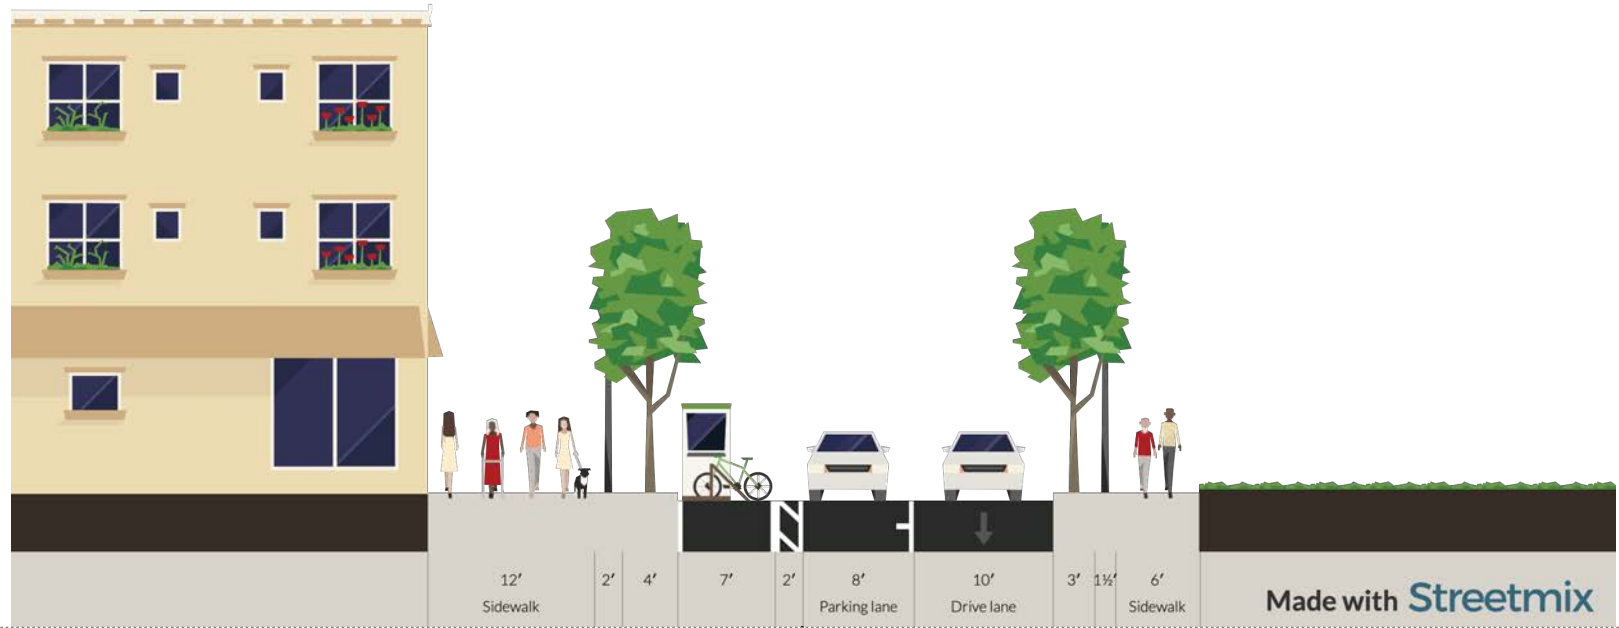 12′
Sidewalk
2′
4′
7′
2′
8′
Parking lane
10′
Drive lane
3′
1½′
6′
Sidewalk
Made with Streetmix